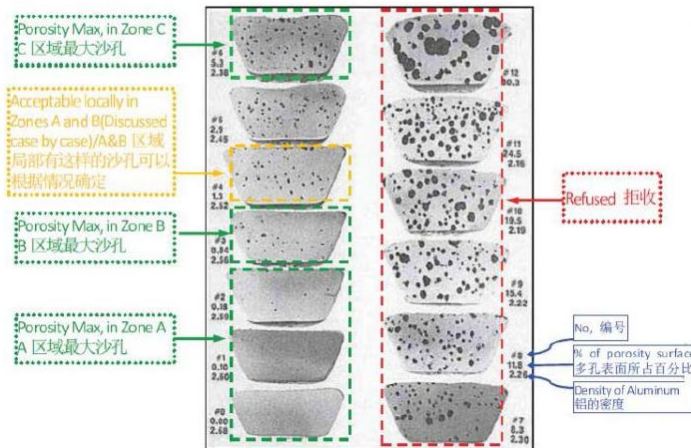 Porosity Max, in Zone C
C 区域最大沙孔
Acceptable locally in
Zones A and B(Discussed
case by case)/A&B 区域
局部有这样的沙孔可以
根据情况确定
Porosity Max, in Zone B
B 区域最大沙孔
Porosity Max, in Zone A
A 区域最大沙孔
#6
5.3
2.38
#5
2.9
2.45
#4
1.3
2.52
#3
0.84
2.56
#2
0.18
2.59
#1
0.10
2.60
#0
0.00
2.68
#12
30.3
#11
24.5
2.16
#10
19.5
2.19
#9
15.4
2.22
#8
11.8
2.26
#7
8.3
2.30
Refused 拒收
No, 编号
% of porosity surface
多孔表面所占百分比
Density of Aluminum
铝的密度